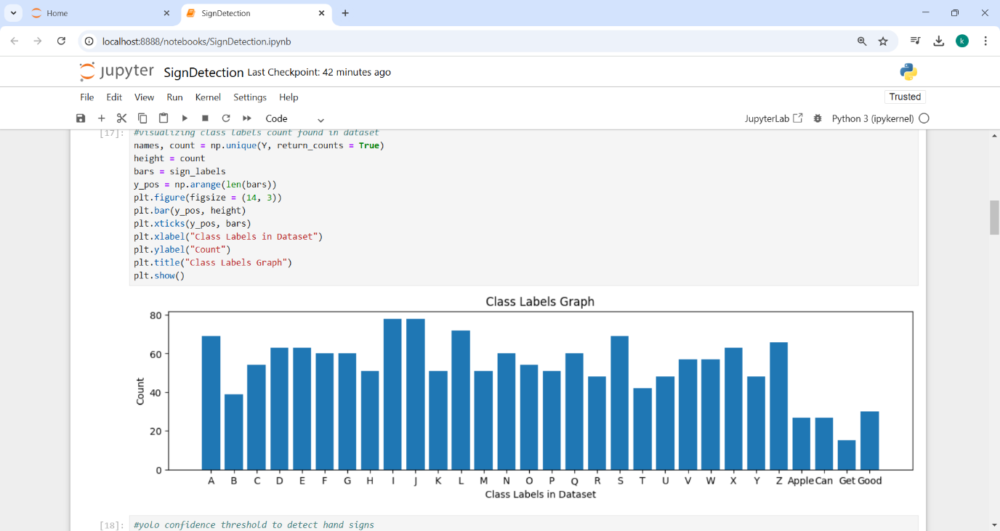 Home
SignDetection
localhost:8888/notebooks/SignDetection.ipynb
k
jupyter SignDetection Last Checkpoint: 42 minutes ago
File Edit View Run Kernel Settings Help
Trusted
Code
JupyterLab
Python 3 (ipykernel)
[17]: #visualizing class labels count found in dataset
names, count = np.unique(Y, return_counts = True)
height = count
bars = sign_labels
y_pos = np.arange(len(bars))
plt.figure(figsize = (14, 3))
plt.bar(y_pos, height)
plt.xticks(y_pos, bars)
plt.xlabel("Class Labels in Dataset")
plt.ylabel("Count")
plt.title("Class Labels Graph")
plt.show()
Class Labels Graph
80
60
40
20
0
Count
A B C D E F G H I J K L M N O P Q R S T U V W X Y Z Apple Can Get Good
Class Labels in Dataset
[18]: #yolo confidence threshold to detect hand signs